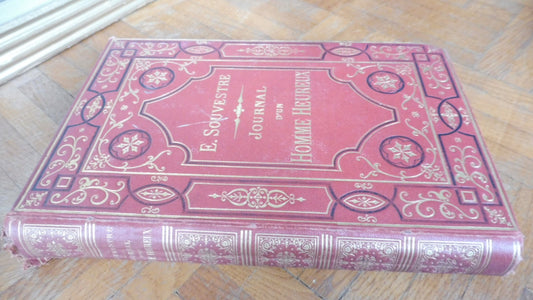 E. SOUVESTRE
JOURNAL
D'UN
HOMME HEUREUX